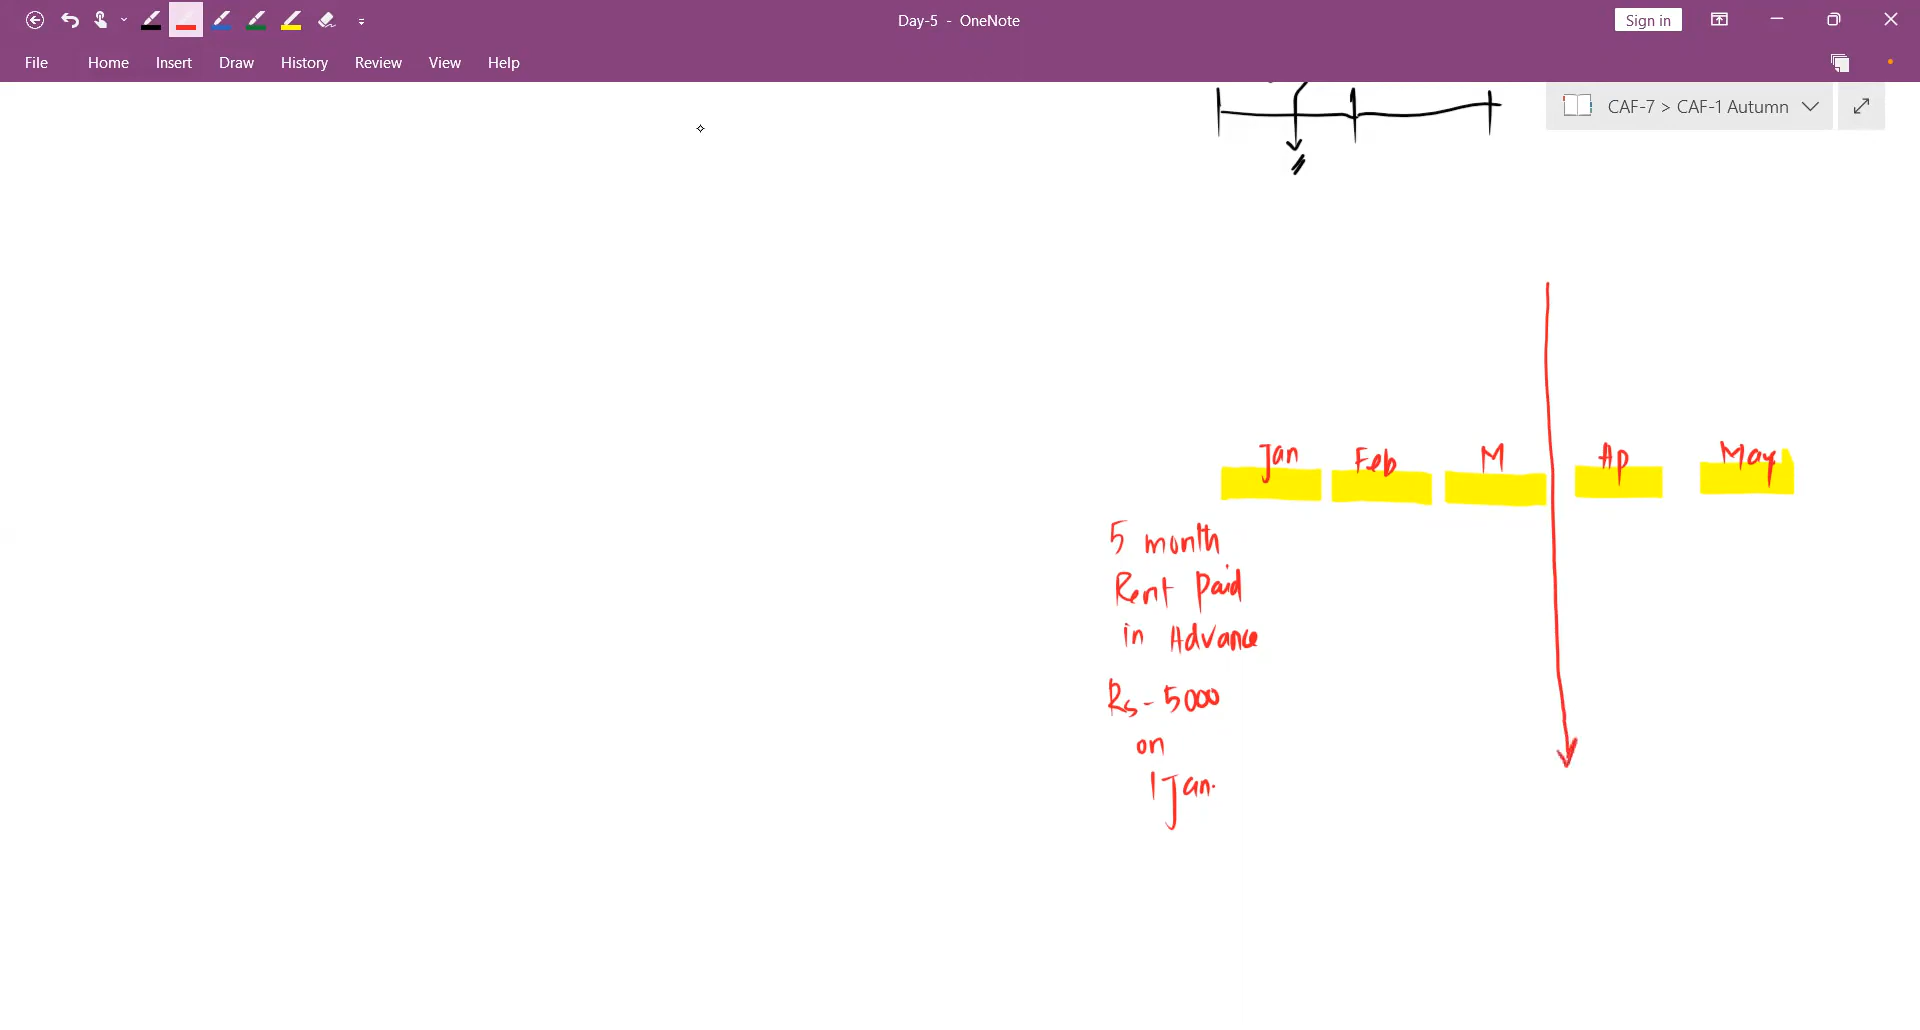 Day-5 - OneNote
Sign in
File Home Insert Draw History Review View Help
CAF-7 > CAF-1 Autumn
Jan Feb M Ap May
5 month
Rent Paid
in Advance
Rs - 5000
on
1 Jan.